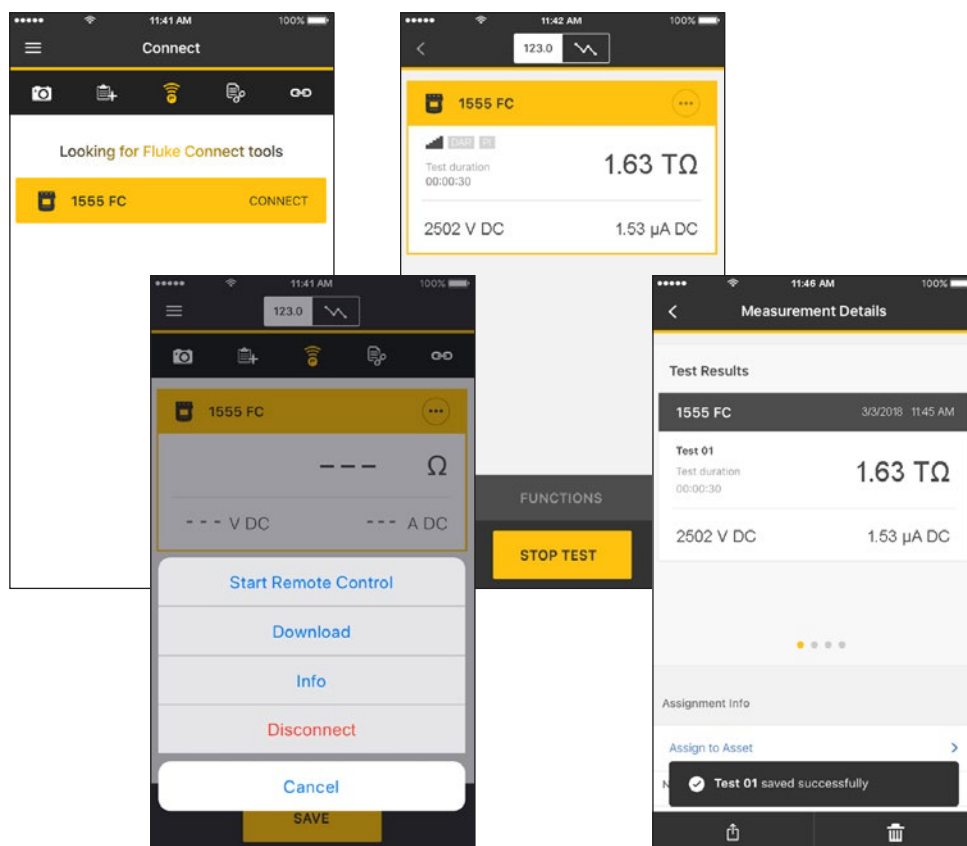 11:41 AM 100%
Connect
Looking for Fluke Connect tools
1555 FC CONNECT
11:42 AM 100%
123.0
1555 FC
DAR PI
Test duration
00:00:30
1.63 TΩ
2502 V DC 1.53 µA DC
FUNCTIONS
STOP TEST
11:41 AM 100%
123.0
1555 FC
--- Ω
--- V DC --- A DC
Start Remote Control
Download
Info
Disconnect
Cancel
SAVE
11:46 AM 100%
Measurement Details
Test Results
1555 FC 3/3/2018 11:45 AM
Test 01
Test duration
00:00:30
1.63 TΩ
2502 V DC 1.53 µA DC
Assignment Info
Assign to Asset
Test 01 saved successfully